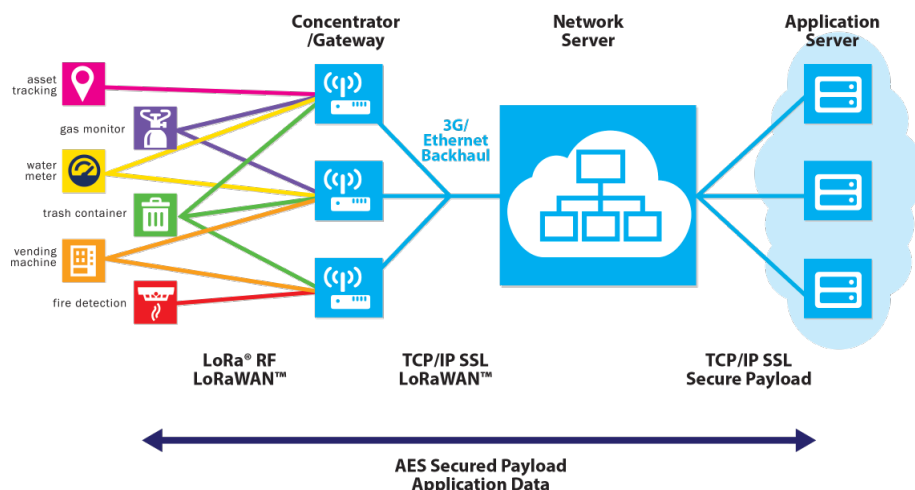 Concentrator
/Gateway
Network
Server
Application
Server
asset
tracking
gas monitor
water
meter
trash container
vending
machine
fire detection
3G/
Ethernet
Backhaul
LoRa® RF
LoRaWAN™
TCP/IP SSL
LoRaWAN™
TCP/IP SSL
Secure Payload
AES Secured Payload
Application Data